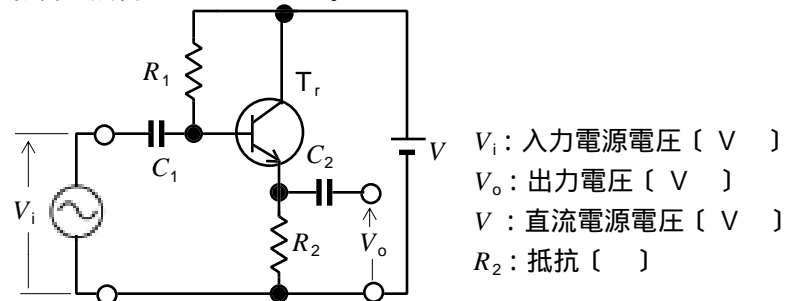 R₁
Tᵣ
C₁
C₂
V
Vᵢ
R₂
Vₒ
Vᵢ：入力電源電圧〔 V 〕
Vₒ：出力電圧〔 V 〕
V ：直流電源電圧〔 V 〕
R₂：抵抗〔 〕